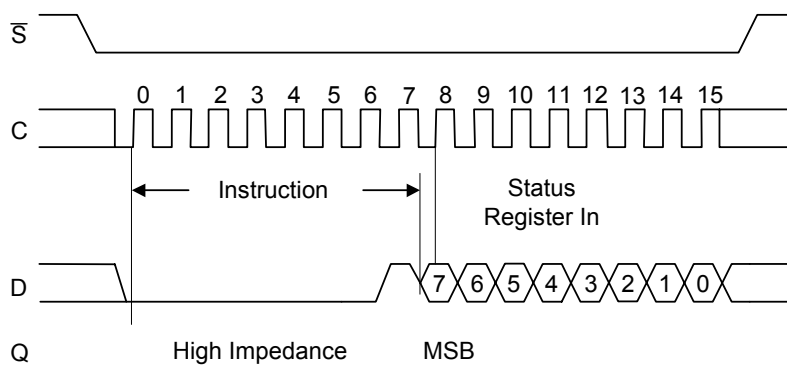 S
0 1 2 3 4 5 6 7 8 9 10 11 12 13 14 15
C
Instruction
Status
Register In
D
7 6 5 4 3 2 1 0
Q
High Impedance
MSB